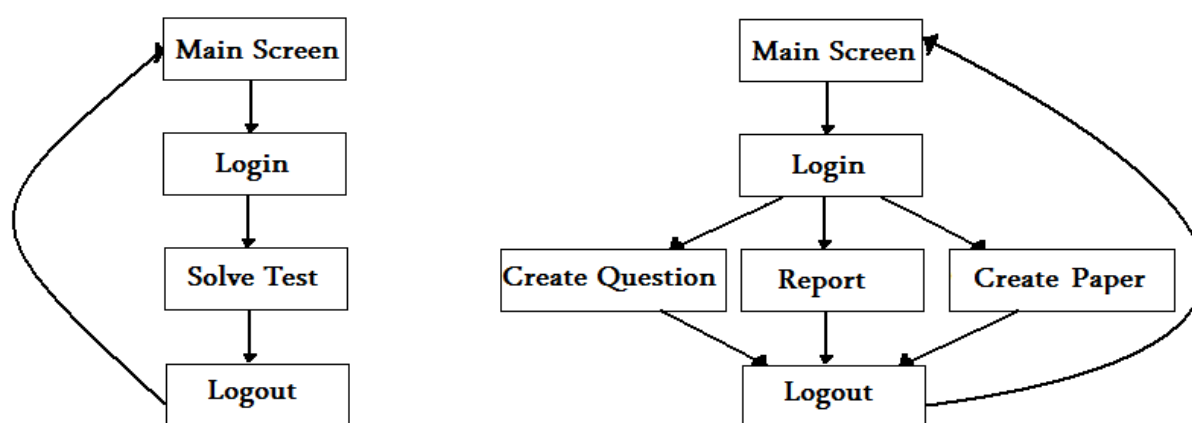 Main Screen
Login
Solve Test
Logout
Main Screen
Login
Create Question
Report
Create Paper
Logout